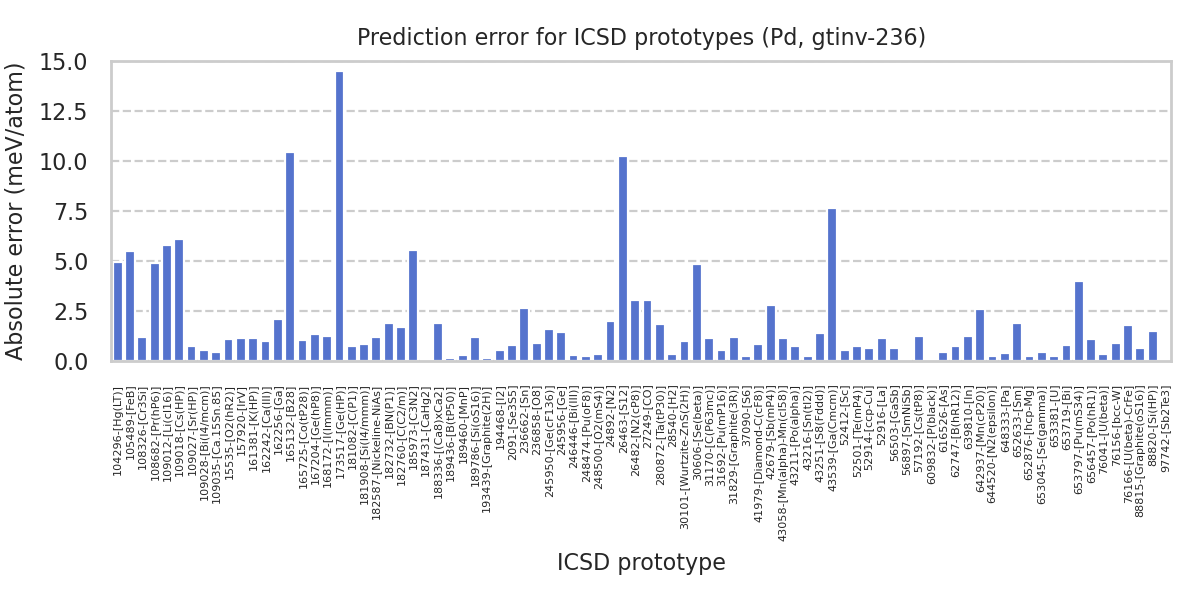 Prediction error for ICSD prototypes (Pd, gtinv-236)
Absolute error (meV/atom)
15.0
12.5
10.0
7.5
5.0
2.5
0.0
104296-[Hg(LT)]
105489-[FeB]
108326-[Cr3Si]
108682-[Pr(hP6)]
109012-[Li(cI16)]
109018-[Cs(HP)]
109027-[Sr(HP)]
109028-[Bi(I4/mcm)]
109035-[Ca.15Sn.85]
15535-[O2(hR2)]
157920-[IrV]
161381-[K(HP)]
162242-[Ca(III)]
162256-[Ga]
165132-[B28]
165725-[Co(tP28)]
167204-[Ge(hP8)]
168172-[I(Immm)]
173517-[Ge(HP)]
181082-[C(P1)]
181908-[Si(I4/mmm)]
182587-[Nickeline-NiAs]
182732-[BN(P1)]
182760-[C(C2/m)]
185973-[C3N2]
187431-[CaHg2]
188336-[(Ca8)xCa2]
189436-[B(tP50)]
189460-[MnP]
189786-[Si(oS16)]
193439-[Graphite(2H)]
194468-[I2]
2091-[Se3S5]
236662-[Sn]
236858-[O8]
245950-[Ge(cF136)]
245956-[Ge]
246446-[Bi(III)]
248474-[Pu(oF8)]
248500-[O2(mS4)]
24892-[N2]
26463-[S12]
26482-[N2(cP8)]
27249-[CO]
280872-[Ta(tP30)]
28540-[H2]
30101-[Wurtzite-ZnS(2H)]
30606-[Se(beta)]
31170-[C(P63mc)]
31692-[Pu(mP16)]
31829-[Graphite(3R)]
37090-[S6]
41979-[Diamond-C(cF8)]
42679-[Sb(mP4)]
43058-[Mn(alpha)-Mn(cI58)]
43211-[Po(alpha)]
43216-[Sn(tI2)]
43251-[S8(Fddd)]
43539-[Ga(Cmcm)]
52412-[Sc]
52501-[Te(mP4)]
52914-[ccp-Cu]
52916-[La]
56503-[GaSb]
56897-[SmNiSb]
57192-[Cs(tP8)]
609832-[P(black)]
616526-[As]
62747-[B(hR12)]
639810-[In]
642937-[Mn(cP20)]
644520-[N2(epsilon)]
648333-[Pa]
652633-[Sm]
652876-[hcp-Mg]
653045-[Se(gamma)]
653381-[U]
653719-[Bi]
653797-[Pu(mS34)]
656457-[Po(hR1)]
76041-[U(beta)]
76156-[bcc-W]
76166-[U(beta)-CrFe]
88815-[Graphite(oS16)]
88820-[Si(HP)]
97742-[Sb2Te3]
ICSD prototype